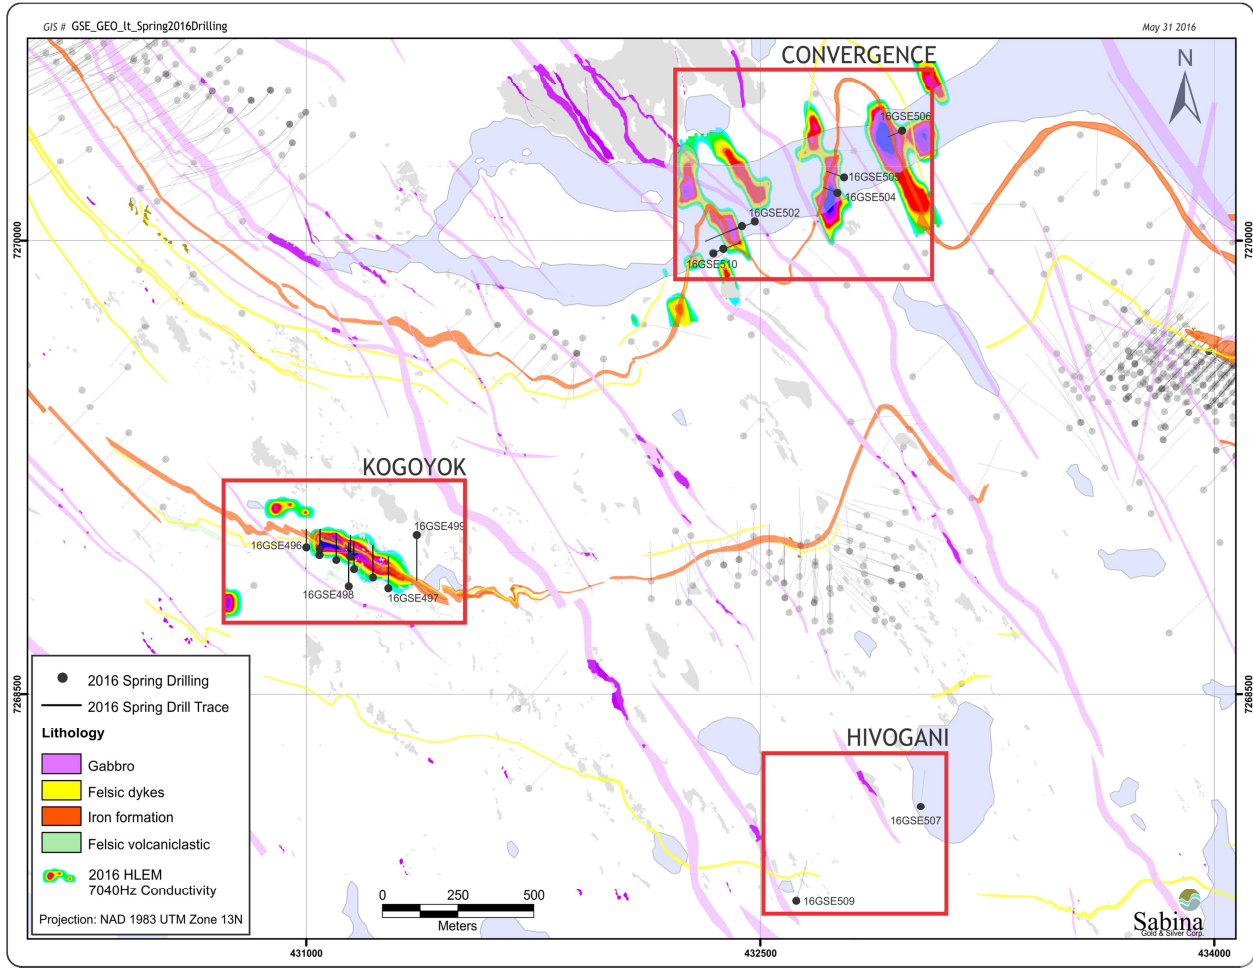 GIS # GSE_GEO_lt_Spring2016Drilling
May 31 2016
CONVERGENCE
N
16GSE506
16GSE505
16GSE504
16GSE502
16GSE510
7270000
7270000
KOGOYOK
16GSE499
16GSE496
16GSE498
16GSE497
7268500
7268500
HIVOGANI
16GSE507
16GSE509
2016 Spring Drilling
2016 Spring Drill Trace
Lithology
Gabbro
Felsic dykes
Iron formation
Felsic volcaniclastic
2016 HLEM
7040Hz Conductivity
Projection: NAD 1983 UTM Zone 13N
0 250 500
Meters
Sabina
Gold & Silver Corp.
431000
432500
434000